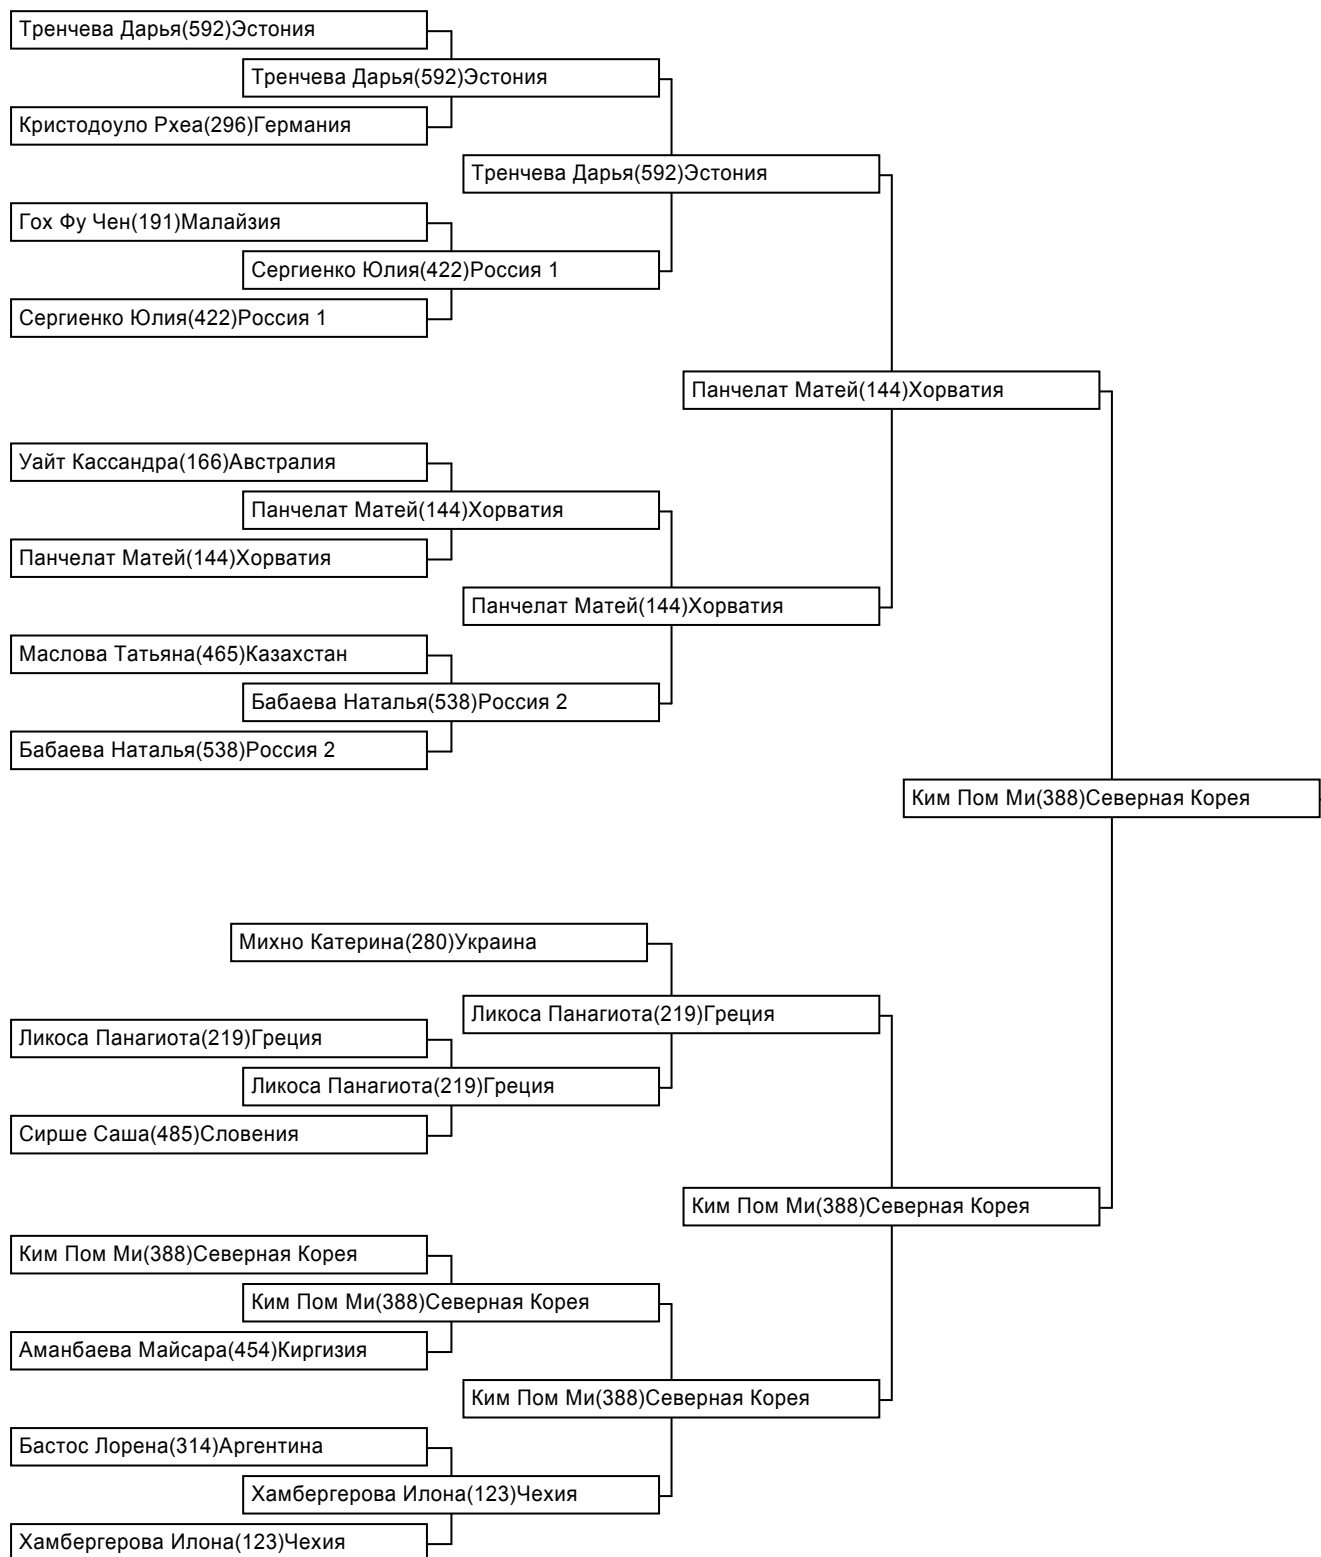 Тренчева Дарья(592)Эстония
Тренчева Дарья(592)Эстония
Кристодоуло Рхеа(296)Германия
Тренчева Дарья(592)Эстония
Гох Фу Чен(191)Малайзия
Сергиенко Юлия(422)Россия 1
Сергиенко Юлия(422)Россия 1
Панчелат Матей(144)Хорватия
Уайт Кассандра(166)Австралия
Панчелат Матей(144)Хорватия
Панчелат Матей(144)Хорватия
Панчелат Матей(144)Хорватия
Маслова Татьяна(465)Казахстан
Бабаева Наталья(538)Россия 2
Бабаева Наталья(538)Россия 2
Ким Пом Ми(388)Северная Корея
Михно Катерина(280)Украина
Ликоса Панагиота(219)Греция
Ликоса Панагиота(219)Греция
Ликоса Панагиота(219)Греция
Сирше Саша(485)Словения
Ким Пом Ми(388)Северная Корея
Ким Пом Ми(388)Северная Корея
Ким Пом Ми(388)Северная Корея
Аманбаева Майсара(454)Киргизия
Ким Пом Ми(388)Северная Корея
Бастос Лорена(314)Аргентина
Хамбергерова Илона(123)Чехия
Хамбергерова Илона(123)Чехия